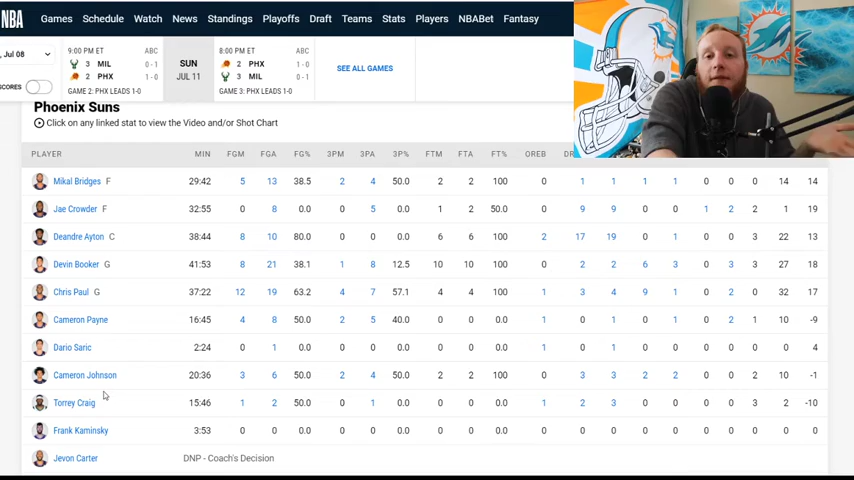 NBA Games Schedule Watch News Standings Playoffs Draft Teams Stats Players NBABet Fantasy
, Jul 08
SCORES
9:00 PM ET ABC
3 MIL 0 - 1
2 PHX 1 - 0
GAME 2: PHX LEADS 1-0
SUN
JUL 11
8:00 PM ET ABC
2 PHX 1 - 0
3 MIL 0 - 1
GAME 3: PHX LEADS 1-0
SEE ALL GAMES
Phoenix Suns
Click on any linked stat to view the Video and/or Shot Chart
PLAYER MIN FGM FGA FG% 3PM 3PA 3P% FTM FTA FT% OREB DR
Mikal Bridges F 29:42 5 13 38.5 2 4 50.0 2 2 100 0 1 1 1 1 0 0 0 14 14
Jae Crowder F 32:55 0 8 0.0 0 5 0.0 1 2 50.0 0 9 9 0 0 1 2 2 1 19
Deandre Ayton C 38:44 8 10 80.0 0 0 0.0 6 6 100 2 17 19 0 1 0 0 3 22 13
Devin Booker G 41:53 8 21 38.1 1 8 12.5 10 10 100 0 2 2 6 3 0 3 3 27 18
Chris Paul G 37:22 12 19 63.2 4 7 57.1 4 4 100 1 3 4 9 1 0 2 0 32 17
Cameron Payne 16:45 4 8 50.0 2 5 40.0 0 0 0.0 1 0 1 0 1 0 2 1 10 -9
Dario Saric 2:24 0 1 0.0 0 0 0.0 0 0 0.0 1 0 1 0 0 0 0 0 0 4
Cameron Johnson 20:36 3 6 50.0 2 4 50.0 2 2 100 0 3 3 2 2 0 0 2 10 -1
Torrey Craig 15:46 1 2 50.0 0 1 0.0 0 0 0.0 1 2 3 0 0 0 0 3 2 -10
Frank Kaminsky 3:53 0 0 0.0 0 0 0.0 0 0 0.0 0 0 0 0 0 0 0 0 0 0
Jevon Carter DNP - Coach's Decision